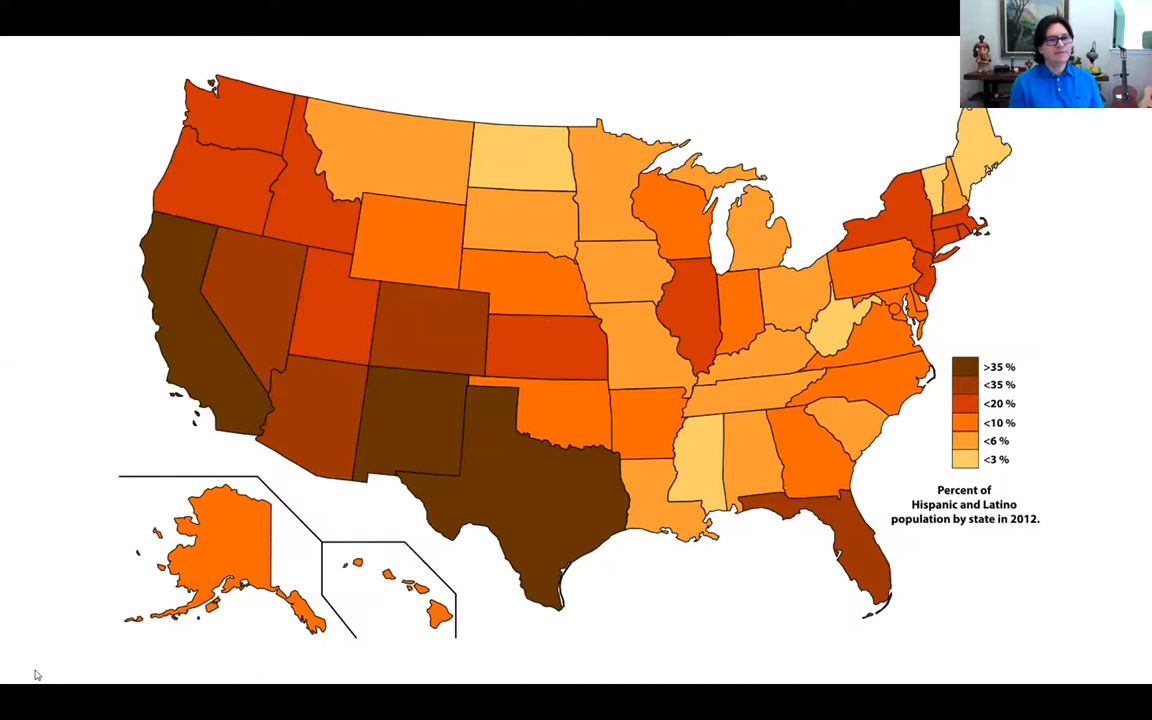 >35 %
<35 %
<20 %
<10 %
<6 %
<3 %
Percent of
Hispanic and Latino
population by state in 2012.